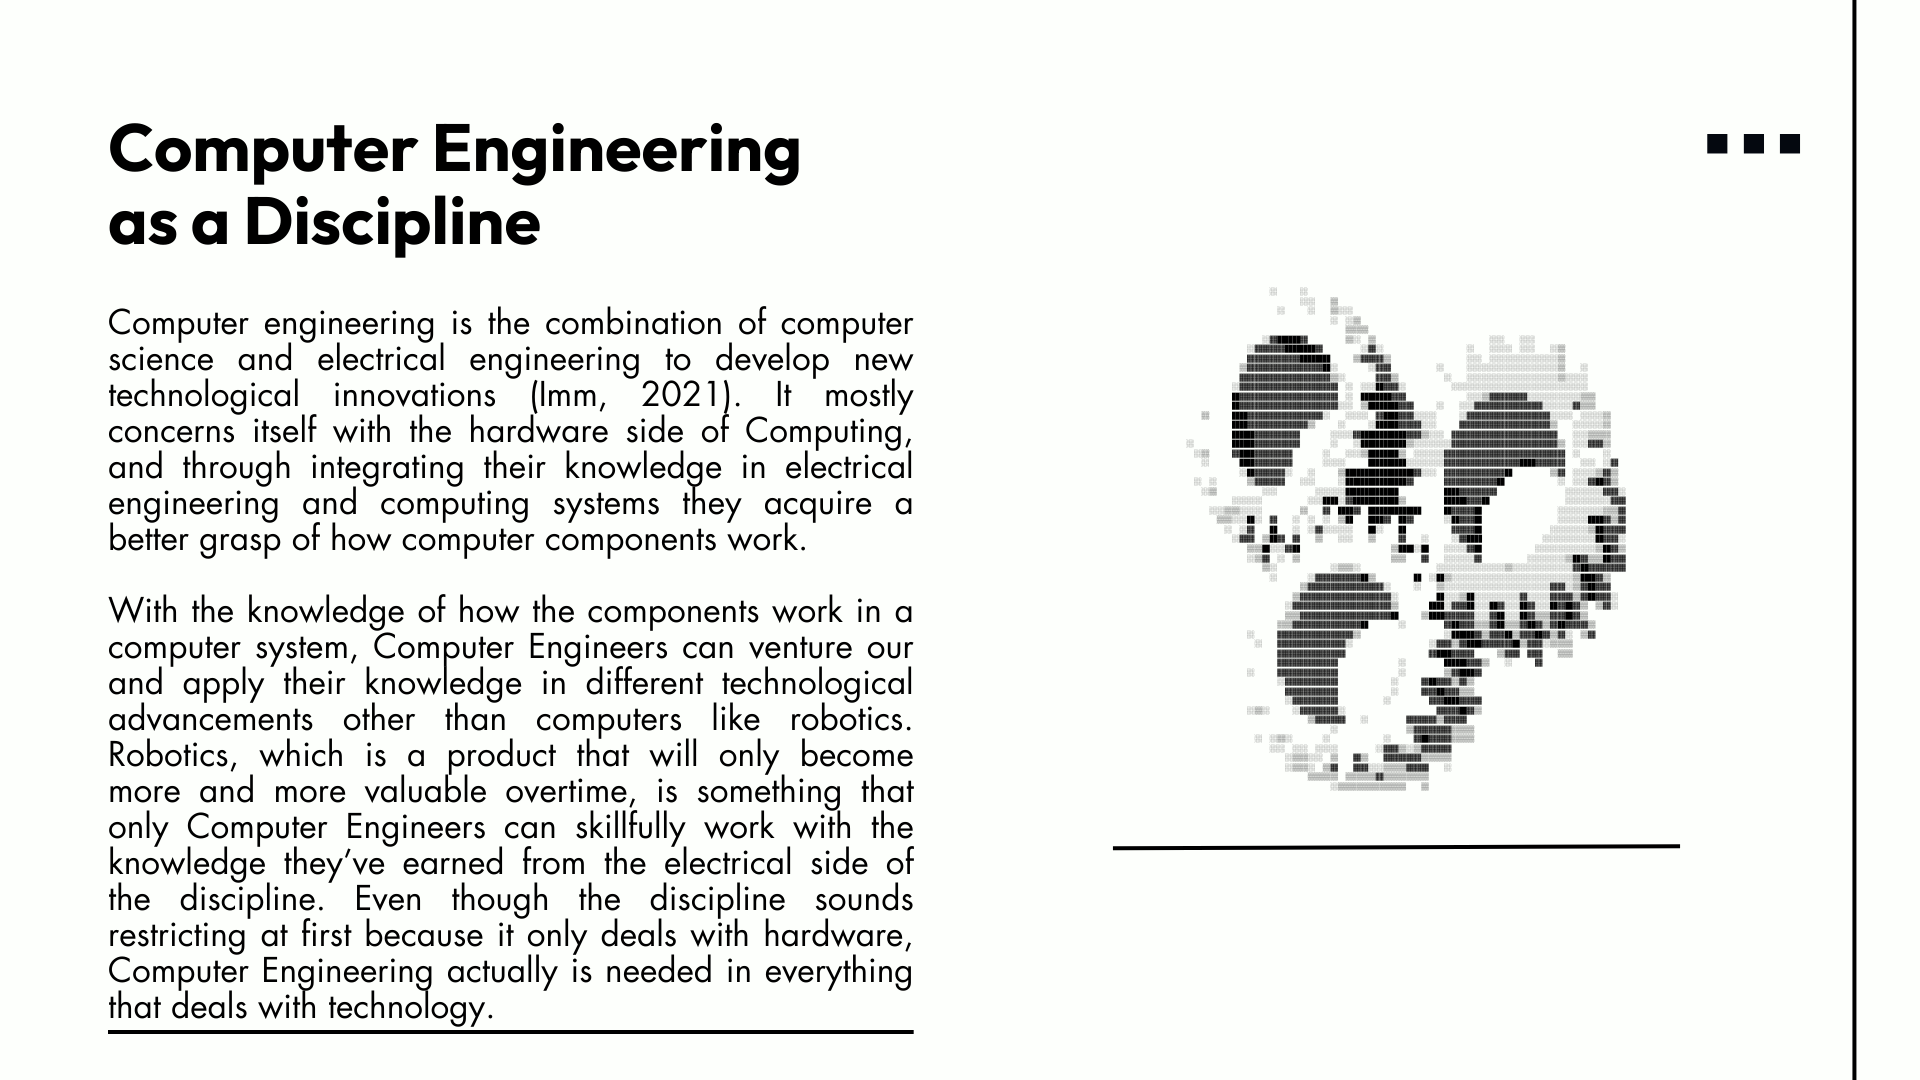 Computer Engineering
as a Discipline
Computer engineering is the combination of computer
science and electrical engineering to develop new
technological innovations (Imm, 2021). It mostly
concerns itself with the hardware side of Computing,
and through integrating their knowledge in electrical
engineering and computing systems they acquire a
better grasp of how computer components work.
With the knowledge of how the components work in a
computer system, Computer Engineers can venture our
and apply their knowledge in different technological
advancements other than computers like robotics.
Robotics, which is a product that will only become
more and more valuable overtime, is something that
only Computer Engineers can skillfully work with the
knowledge they’ve earned from the electrical side of
the discipline. Even though the discipline sounds
restricting at first because it only deals with hardware,
Computer Engineering actually is needed in everything
that deals with technology.